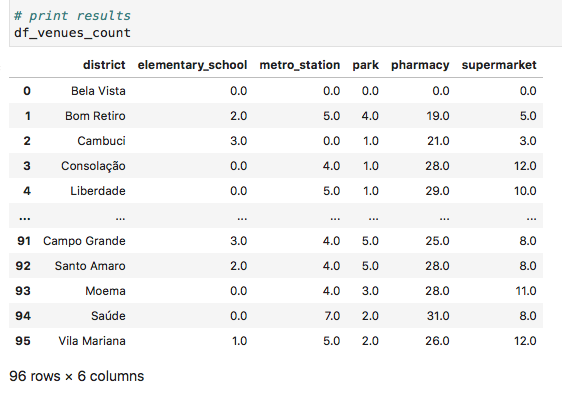 # print results
df_venues_count
district elementary_school metro_station park pharmacy supermarket
0 Bela Vista 0.0 0.0 0.0 0.0 0.0
1 Bom Retiro 2.0 5.0 4.0 19.0 5.0
2 Cambuci 3.0 0.0 1.0 21.0 3.0
3 Consolação 0.0 4.0 1.0 28.0 12.0
4 Liberdade 0.0 5.0 1.0 29.0 10.0
... ... ... ... ... ... ...
91 Campo Grande 3.0 4.0 5.0 25.0 8.0
92 Santo Amaro 2.0 4.0 5.0 28.0 8.0
93 Moema 0.0 4.0 3.0 28.0 11.0
94 Saúde 0.0 7.0 2.0 31.0 8.0
95 Vila Mariana 1.0 5.0 2.0 26.0 12.0
96 rows × 6 columns